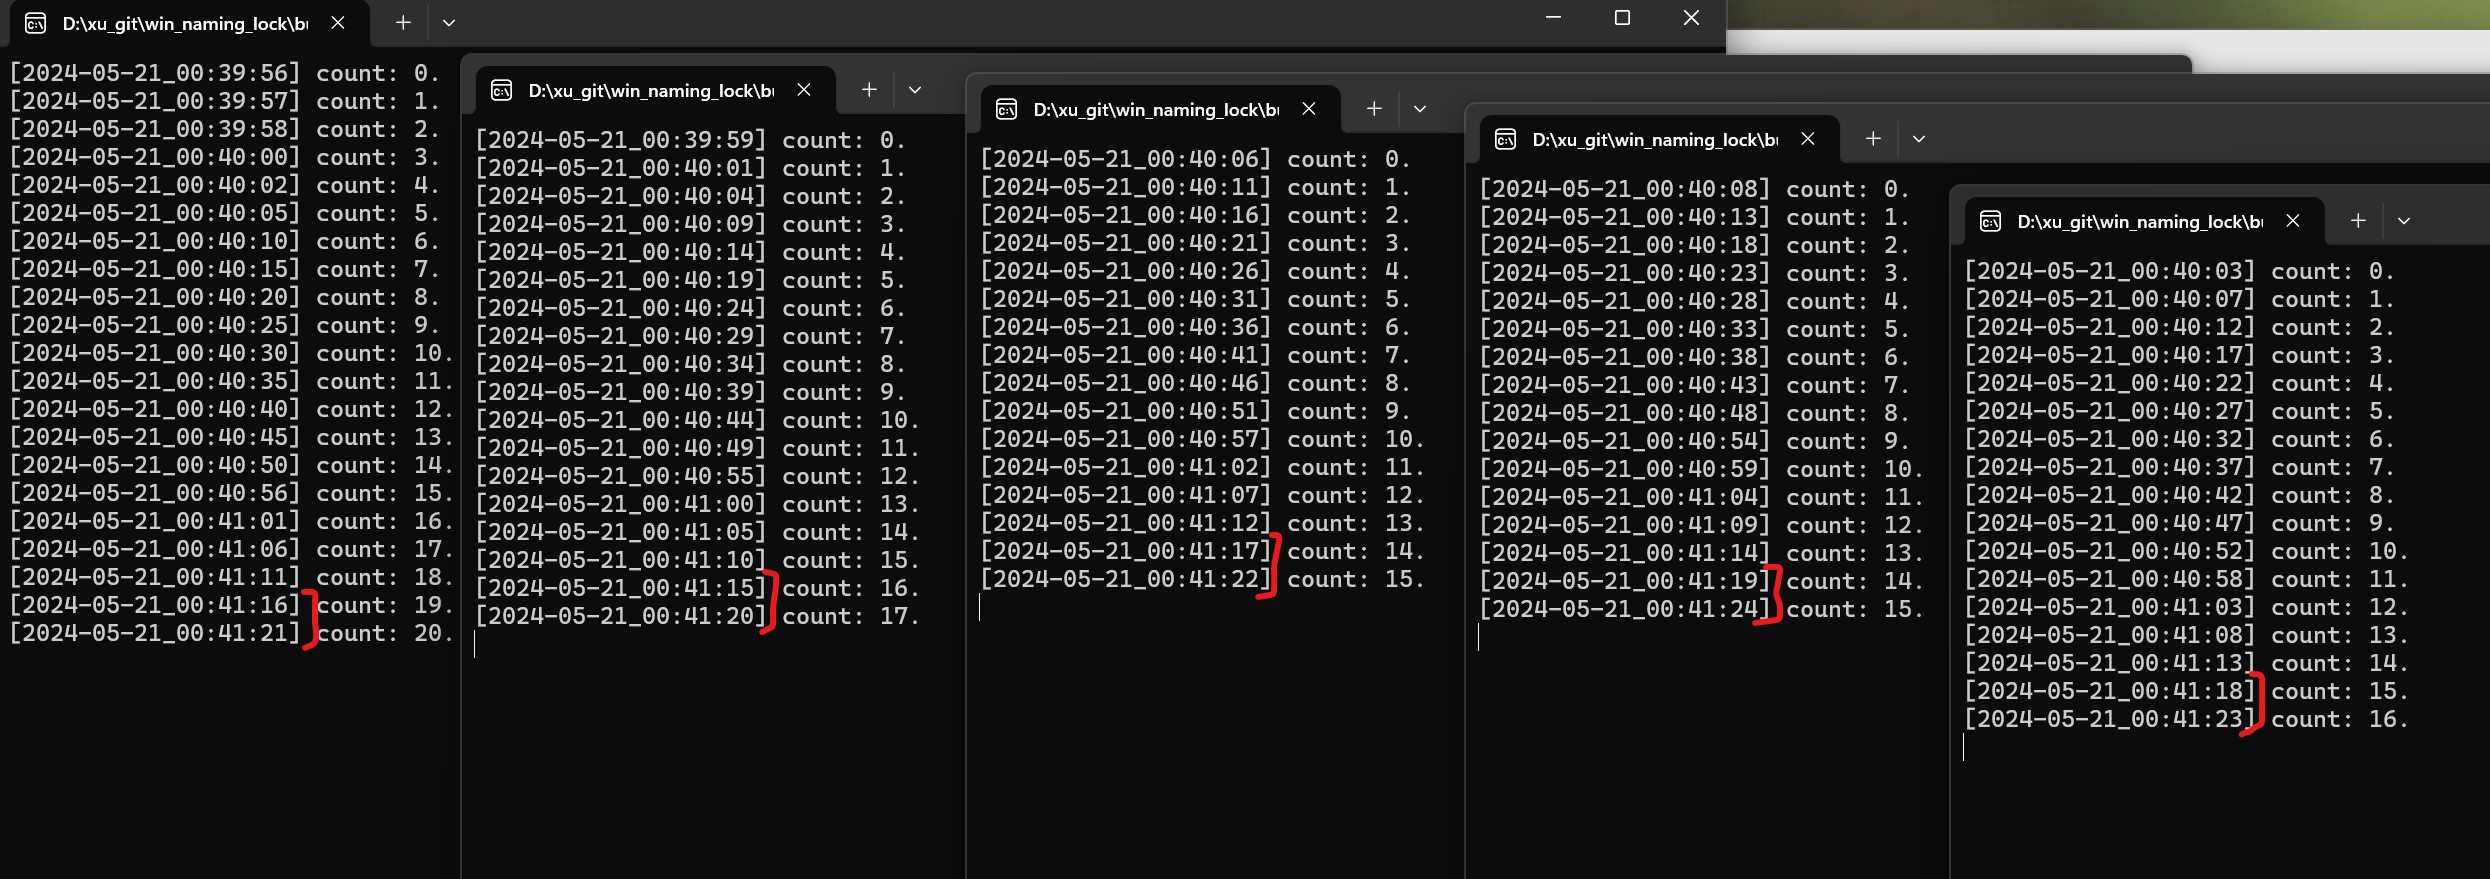 D:\xu_git\win_naming_lock\bu
[2024-05-21_00:39:56] count: 0.
[2024-05-21_00:39:57] count: 1.
[2024-05-21_00:39:58] count: 2.
[2024-05-21_00:40:00] count: 3.
[2024-05-21_00:40:02] count: 4.
[2024-05-21_00:40:05] count: 5.
[2024-05-21_00:40:10] count: 6.
[2024-05-21_00:40:15] count: 7.
[2024-05-21_00:40:20] count: 8.
[2024-05-21_00:40:25] count: 9.
[2024-05-21_00:40:30] count: 10.
[2024-05-21_00:40:35] count: 11.
[2024-05-21_00:40:40] count: 12.
[2024-05-21_00:40:45] count: 13.
[2024-05-21_00:40:50] count: 14.
[2024-05-21_00:40:56] count: 15.
[2024-05-21_00:41:01] count: 16.
[2024-05-21_00:41:06] count: 17.
[2024-05-21_00:41:11] count: 18.
[2024-05-21_00:41:16] count: 19.
[2024-05-21_00:41:21] count: 20.
D:\xu_git\win_naming_lock\bu
[2024-05-21_00:39:59] count: 0.
[2024-05-21_00:40:01] count: 1.
[2024-05-21_00:40:04] count: 2.
[2024-05-21_00:40:09] count: 3.
[2024-05-21_00:40:14] count: 4.
[2024-05-21_00:40:19] count: 5.
[2024-05-21_00:40:24] count: 6.
[2024-05-21_00:40:29] count: 7.
[2024-05-21_00:40:34] count: 8.
[2024-05-21_00:40:39] count: 9.
[2024-05-21_00:40:44] count: 10.
[2024-05-21_00:40:49] count: 11.
[2024-05-21_00:40:55] count: 12.
[2024-05-21_00:41:00] count: 13.
[2024-05-21_00:41:05] count: 14.
[2024-05-21_00:41:10] count: 15.
[2024-05-21_00:41:15] count: 16.
[2024-05-21_00:41:20] count: 17.
D:\xu_git\win_naming_lock\bu
[2024-05-21_00:40:06] count: 0.
[2024-05-21_00:40:11] count: 1.
[2024-05-21_00:40:16] count: 2.
[2024-05-21_00:40:21] count: 3.
[2024-05-21_00:40:26] count: 4.
[2024-05-21_00:40:31] count: 5.
[2024-05-21_00:40:36] count: 6.
[2024-05-21_00:40:41] count: 7.
[2024-05-21_00:40:46] count: 8.
[2024-05-21_00:40:51] count: 9.
[2024-05-21_00:40:57] count: 10.
[2024-05-21_00:41:02] count: 11.
[2024-05-21_00:41:07] count: 12.
[2024-05-21_00:41:12] count: 13.
[2024-05-21_00:41:17] count: 14.
[2024-05-21_00:41:22] count: 15.
D:\xu_git\win_naming_lock\bu
[2024-05-21_00:40:08] count: 0.
[2024-05-21_00:40:13] count: 1.
[2024-05-21_00:40:18] count: 2.
[2024-05-21_00:40:23] count: 3.
[2024-05-21_00:40:28] count: 4.
[2024-05-21_00:40:33] count: 5.
[2024-05-21_00:40:38] count: 6.
[2024-05-21_00:40:43] count: 7.
[2024-05-21_00:40:48] count: 8.
[2024-05-21_00:40:54] count: 9.
[2024-05-21_00:40:59] count: 10.
[2024-05-21_00:41:04] count: 11.
[2024-05-21_00:41:09] count: 12.
[2024-05-21_00:41:14] count: 13.
[2024-05-21_00:41:19] count: 14.
[2024-05-21_00:41:24] count: 15.
D:\xu_git\win_naming_lock\bu
[2024-05-21_00:40:03] count: 0.
[2024-05-21_00:40:07] count: 1.
[2024-05-21_00:40:12] count: 2.
[2024-05-21_00:40:17] count: 3.
[2024-05-21_00:40:22] count: 4.
[2024-05-21_00:40:27] count: 5.
[2024-05-21_00:40:32] count: 6.
[2024-05-21_00:40:37] count: 7.
[2024-05-21_00:40:42] count: 8.
[2024-05-21_00:40:47] count: 9.
[2024-05-21_00:40:52] count: 10.
[2024-05-21_00:40:58] count: 11.
[2024-05-21_00:41:03] count: 12.
[2024-05-21_00:41:08] count: 13.
[2024-05-21_00:41:13] count: 14.
[2024-05-21_00:41:18] count: 15.
[2024-05-21_00:41:23] count: 16.